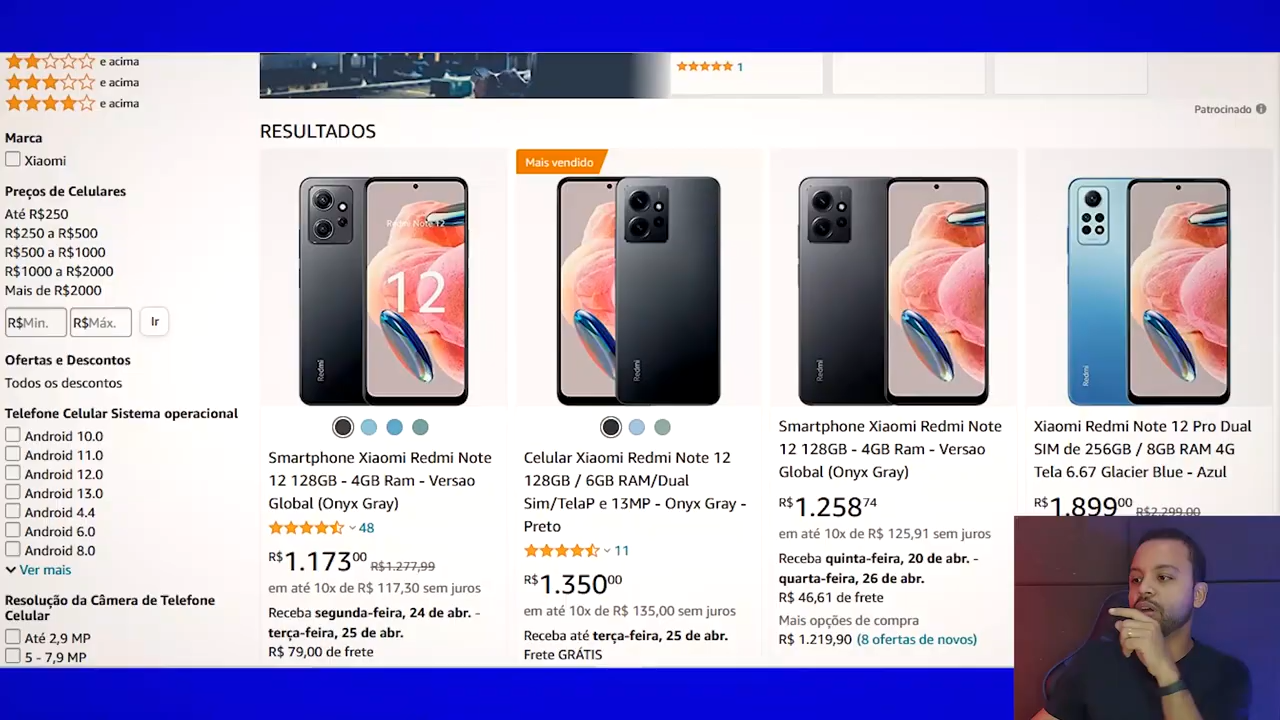 e acima
e acima
e acima
Marca
Xiaomi
Preços de Celulares
Até R$250
R$250 a R$500
R$500 a R$1000
R$1000 a R$2000
Mais de R$2000
R$Min. R$Máx. Ir
Ofertas e Descontos
Todos os descontos
Telefone Celular Sistema operacional
Android 10.0
Android 11.0
Android 12.0
Android 13.0
Android 4.4
Android 6.0
Android 8.0
Ver mais
Resolução da Câmera de Telefone
Celular
Até 2,9 MP
5 - 7,9 MP
1
Patrocinado
RESULTADOS
Redmi Note 12
12
Redmi
Smartphone Xiaomi Redmi Note
12 128GB - 4GB Ram - Versao
Global (Onyx Gray)
48
R$1.173,00 R$1.277,99
em até 10x de R$ 117,30 sem juros
Receba segunda-feira, 24 de abr. -
terça-feira, 25 de abr.
R$ 79,00 de frete
Mais vendido
Redmi
Celular Xiaomi Redmi Note 12
128GB / 6GB RAM/Dual
Sim/TelaP e 13MP - Onyx Gray -
Preto
11
R$1.35000
em até 10x de R$ 135,00 sem juros
Receba até terça-feira, 25 de abr.
Frete GRÁTIS
Redmi
Smartphone Xiaomi Redmi Note
12 128GB - 4GB Ram - Versao
Global (Onyx Gray)
R$1.25874
em até 10x de R$ 125,91 sem juros
Receba quinta-feira, 20 de abr. -
quarta-feira, 26 de abr.
R$ 46,61 de frete
Mais opções de compra
R$ 1.219,90 (8 ofertas de novos)
Redmi
Xiaomi Redmi Note 12 Pro Dual
SIM de 256GB / 8GB RAM 4G
Tela 6.67 Glacier Blue - Azul
R$1.89900 R$2.299,00